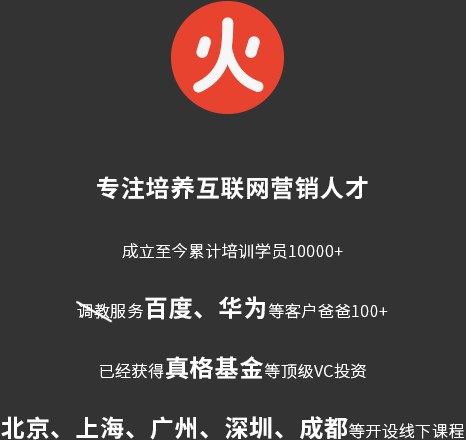 火
专注培养互联网营销人才
成立至今累计培训学员10000+
调教服务百度、华为等客户爸爸100+
已经获得真格基金等顶级VC投资
北京、上海、广州、深圳、成都等开设线下课程